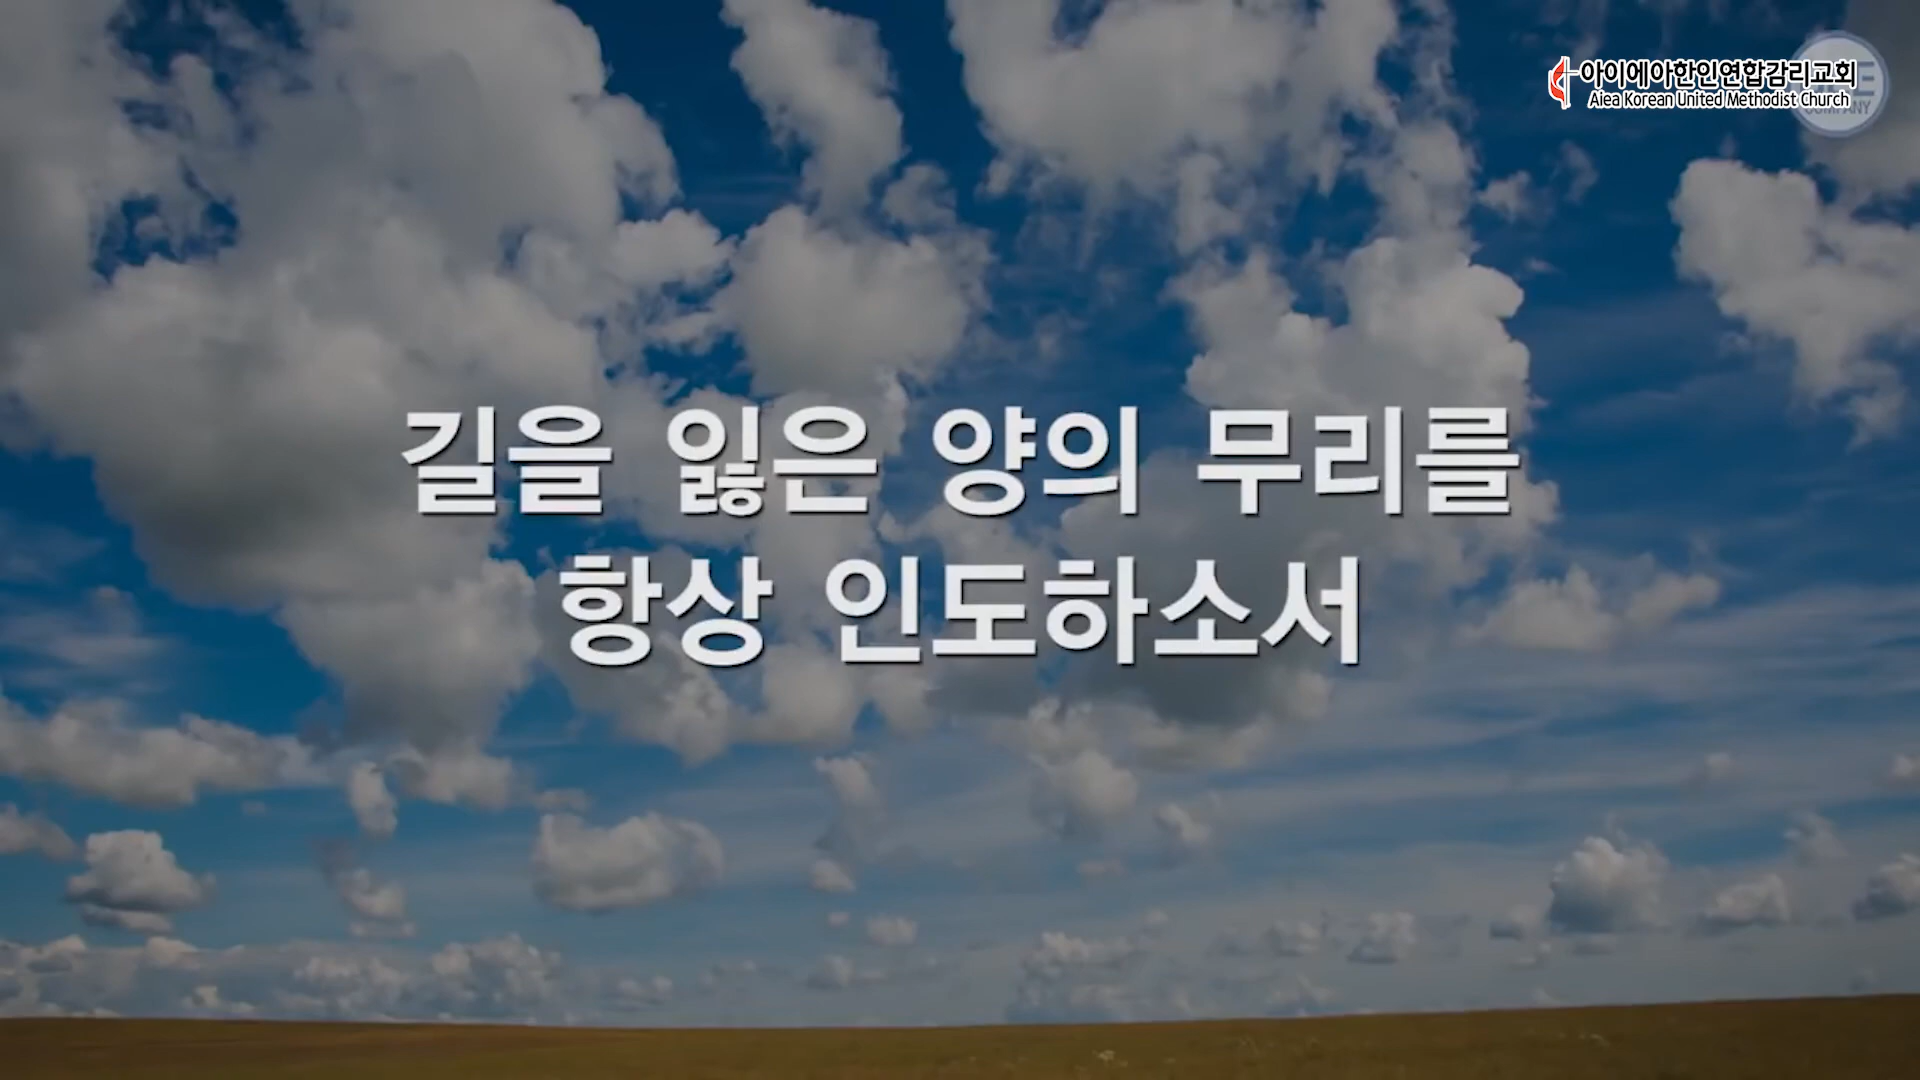 아이에아한인연합감리교회
Aiea Korean United Methodist Church
COMPANY
길을 잃은 양의 무리를
항상 인도하소서